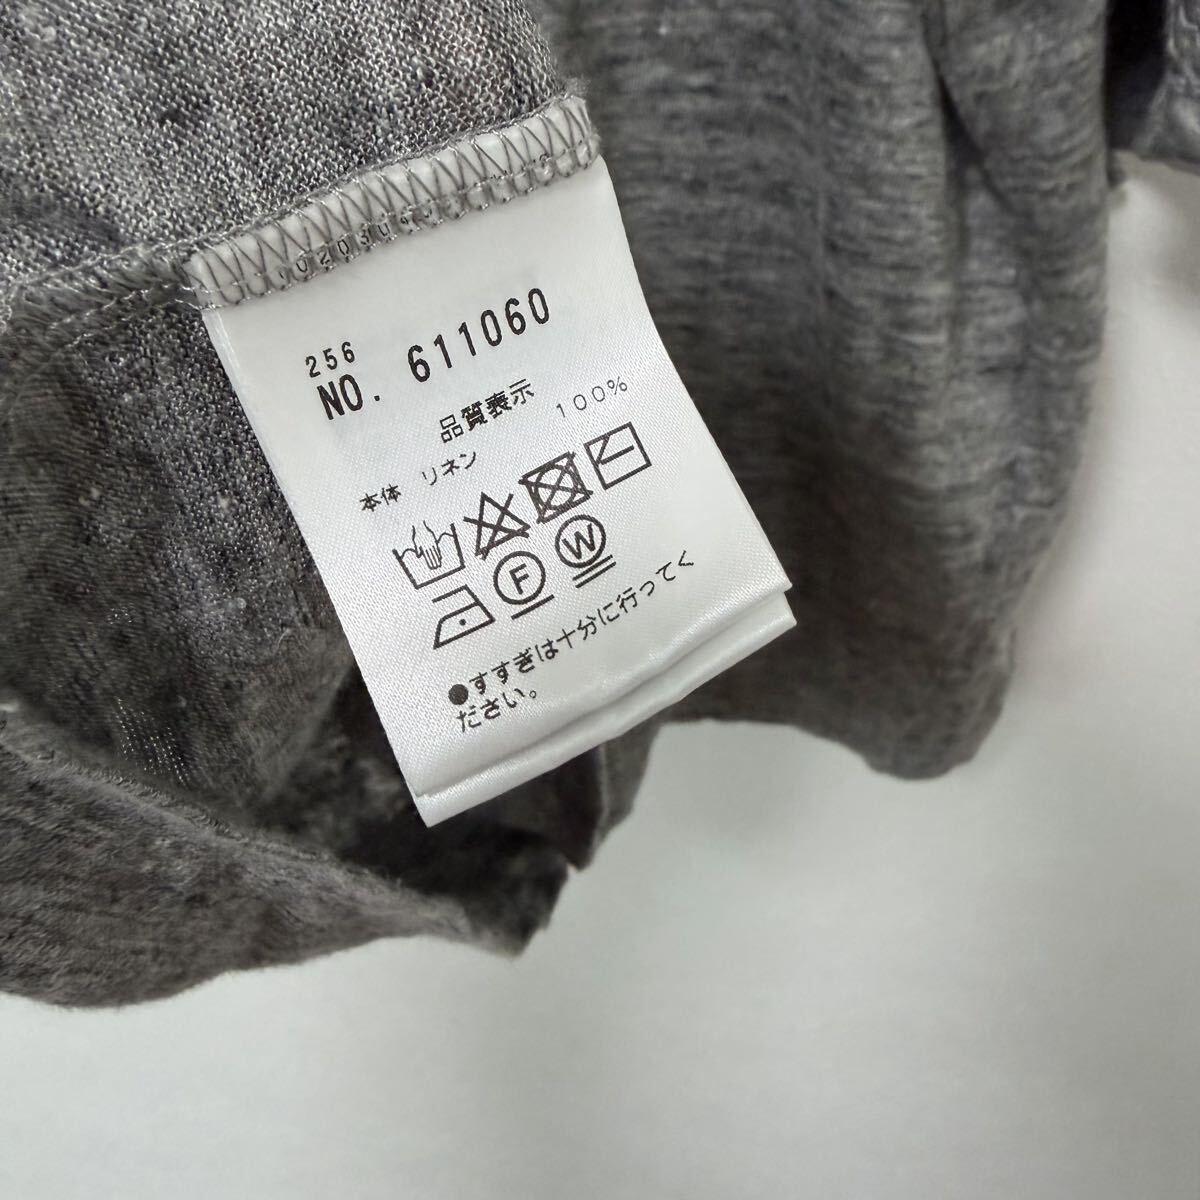 256
NO. 611060
品質表示
本体 リネン 100%
F W
●すすぎは十分に行ってく
ださい。